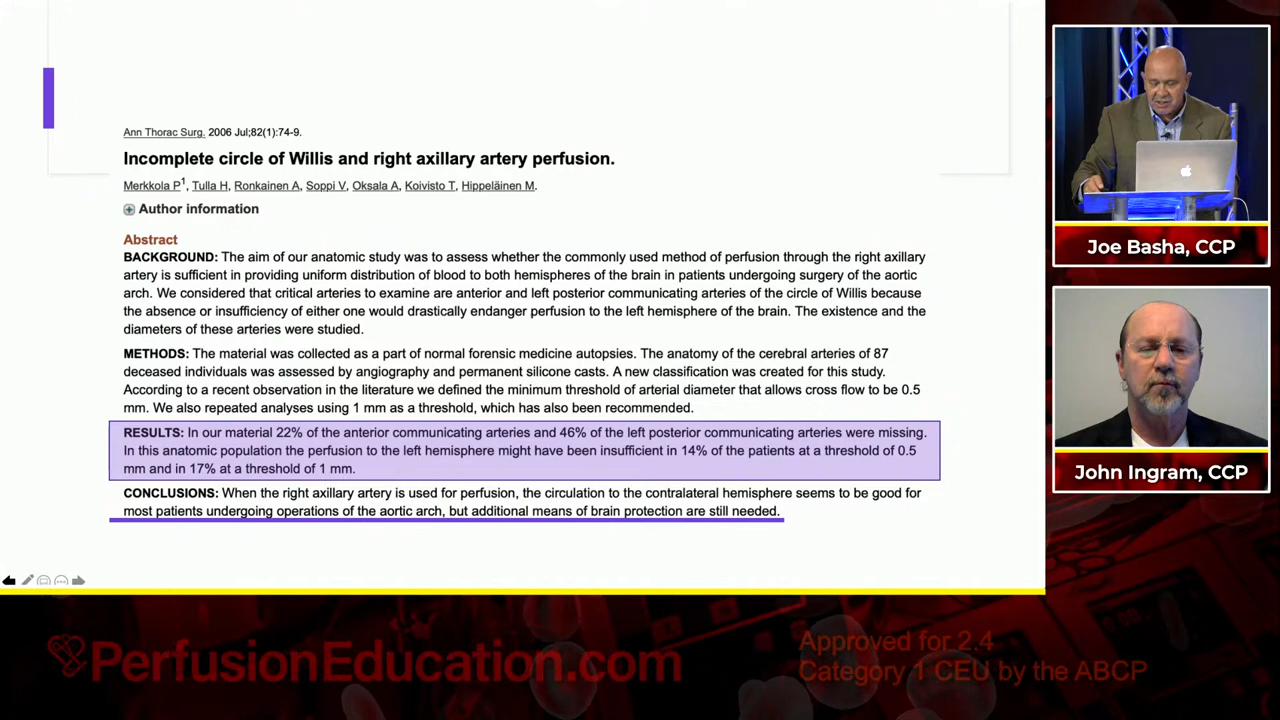 Ann Thorac Surg. 2006 Jul;82(1):74-9.
Incomplete circle of Willis and right axillary artery perfusion.
Merkkola P1, Tulla H, Ronkainen A, Soppi V, Oksala A, Koivisto T, Hippeläinen M.
Author information
Abstract
BACKGROUND: The aim of our anatomic study was to assess whether the commonly used method of perfusion through the right axillary
artery is sufficient in providing uniform distribution of blood to both hemispheres of the brain in patients undergoing surgery of the aortic
arch. We considered that critical arteries to examine are anterior and left posterior communicating arteries of the circle of Willis because
the absence or insufficiency of either one would drastically endanger perfusion to the left hemisphere of the brain. The existence and the
diameters of these arteries were studied.
METHODS: The material was collected as a part of normal forensic medicine autopsies. The anatomy of the cerebral arteries of 87
deceased individuals was assessed by angiography and permanent silicone casts. A new classification was created for this study.
According to a recent observation in the literature we defined the minimum threshold of arterial diameter that allows cross flow to be 0.5
mm. We also repeated analyses using 1 mm as a threshold, which has also been recommended.
RESULTS: In our material 22% of the anterior communicating arteries and 46% of the left posterior communicating arteries were missing.
In this anatomic population the perfusion to the left hemisphere might have been insufficient in 14% of the patients at a threshold of 0.5
mm and in 17% at a threshold of 1 mm.
CONCLUSIONS: When the right axillary artery is used for perfusion, the circulation to the contralateral hemisphere seems to be good for
most patients undergoing operations of the aortic arch, but additional means of brain protection are still needed.
Joe Basha, CCP
John Ingram, CCP
PerfusionEducation.com
Approved for 2.4
Category 1 CEU by the ABCP